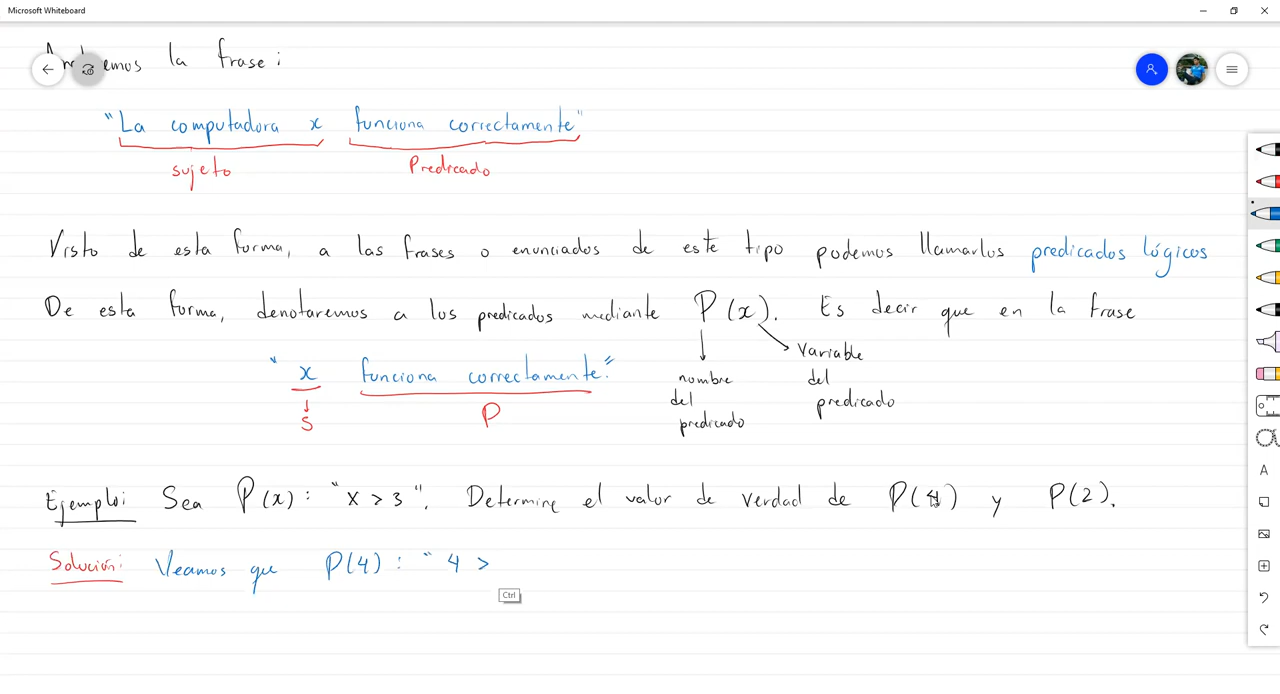 Microsoft Whiteboard
la frase:
"La computadora x funciona correctamente"
sujeto Predicado
Visto de esta forma, a las frases o enunciados de este tipo podemos llamarlos predicados lógicos
De esta forma, denotaremos a los predicados mediante P(x). Es decir que en la frase
"x funciona correctamente."
S P
nombre del predicado
Variable del predicado
Ejemplo: Sea P(x): "x > 3". Determine el valor de verdad de P(4) y P(2).
Solución: Veamos que P(4): "4 >
Ctrl
A